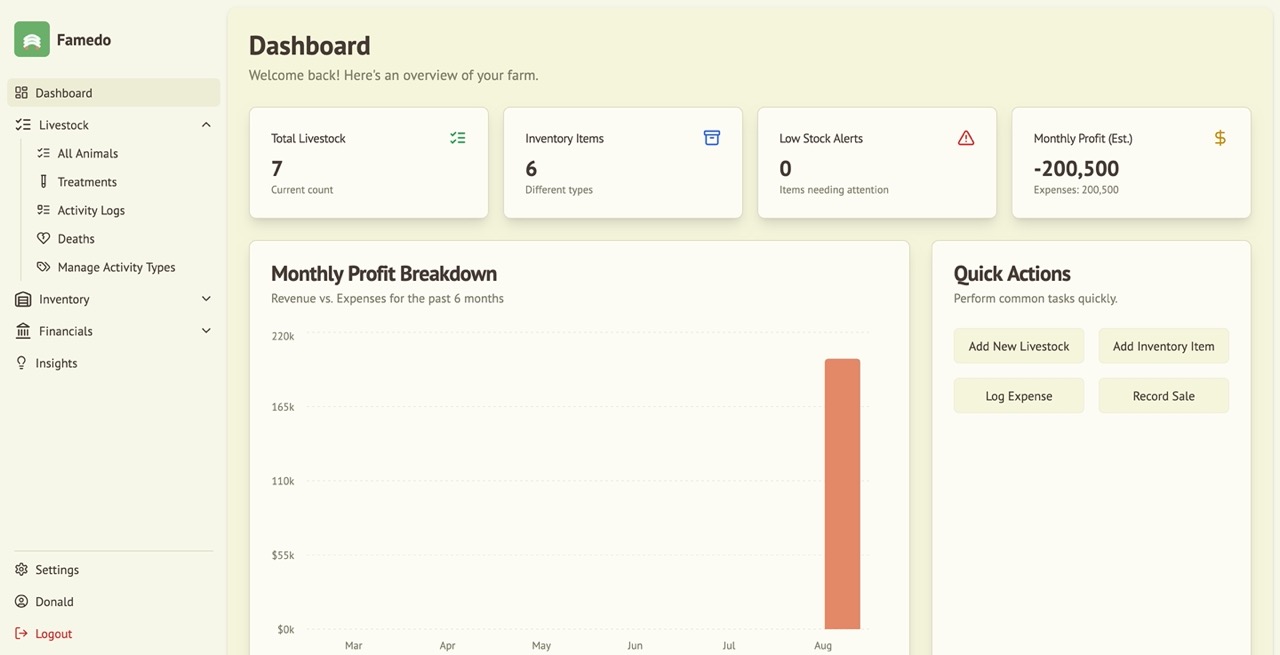 Famedo
Dashboard
Livestock
All Animals
Treatments
Activity Logs
Deaths
Manage Activity Types
Inventory
Financials
Insights
Settings
Donald
Logout
Dashboard
Welcome back! Here's an overview of your farm.
Total Livestock
7
Current count
Inventory Items
6
Different types
Low Stock Alerts
0
Items needing attention
Monthly Profit (Est.)
-200,500
Expenses: 200,500
Monthly Profit Breakdown
Revenue vs. Expenses for the past 6 months
220k
165k
110k
$55k
$0k
Mar Apr May Jun Jul Aug
Quick Actions
Perform common tasks quickly.
Add New Livestock Add Inventory Item
Log Expense Record Sale